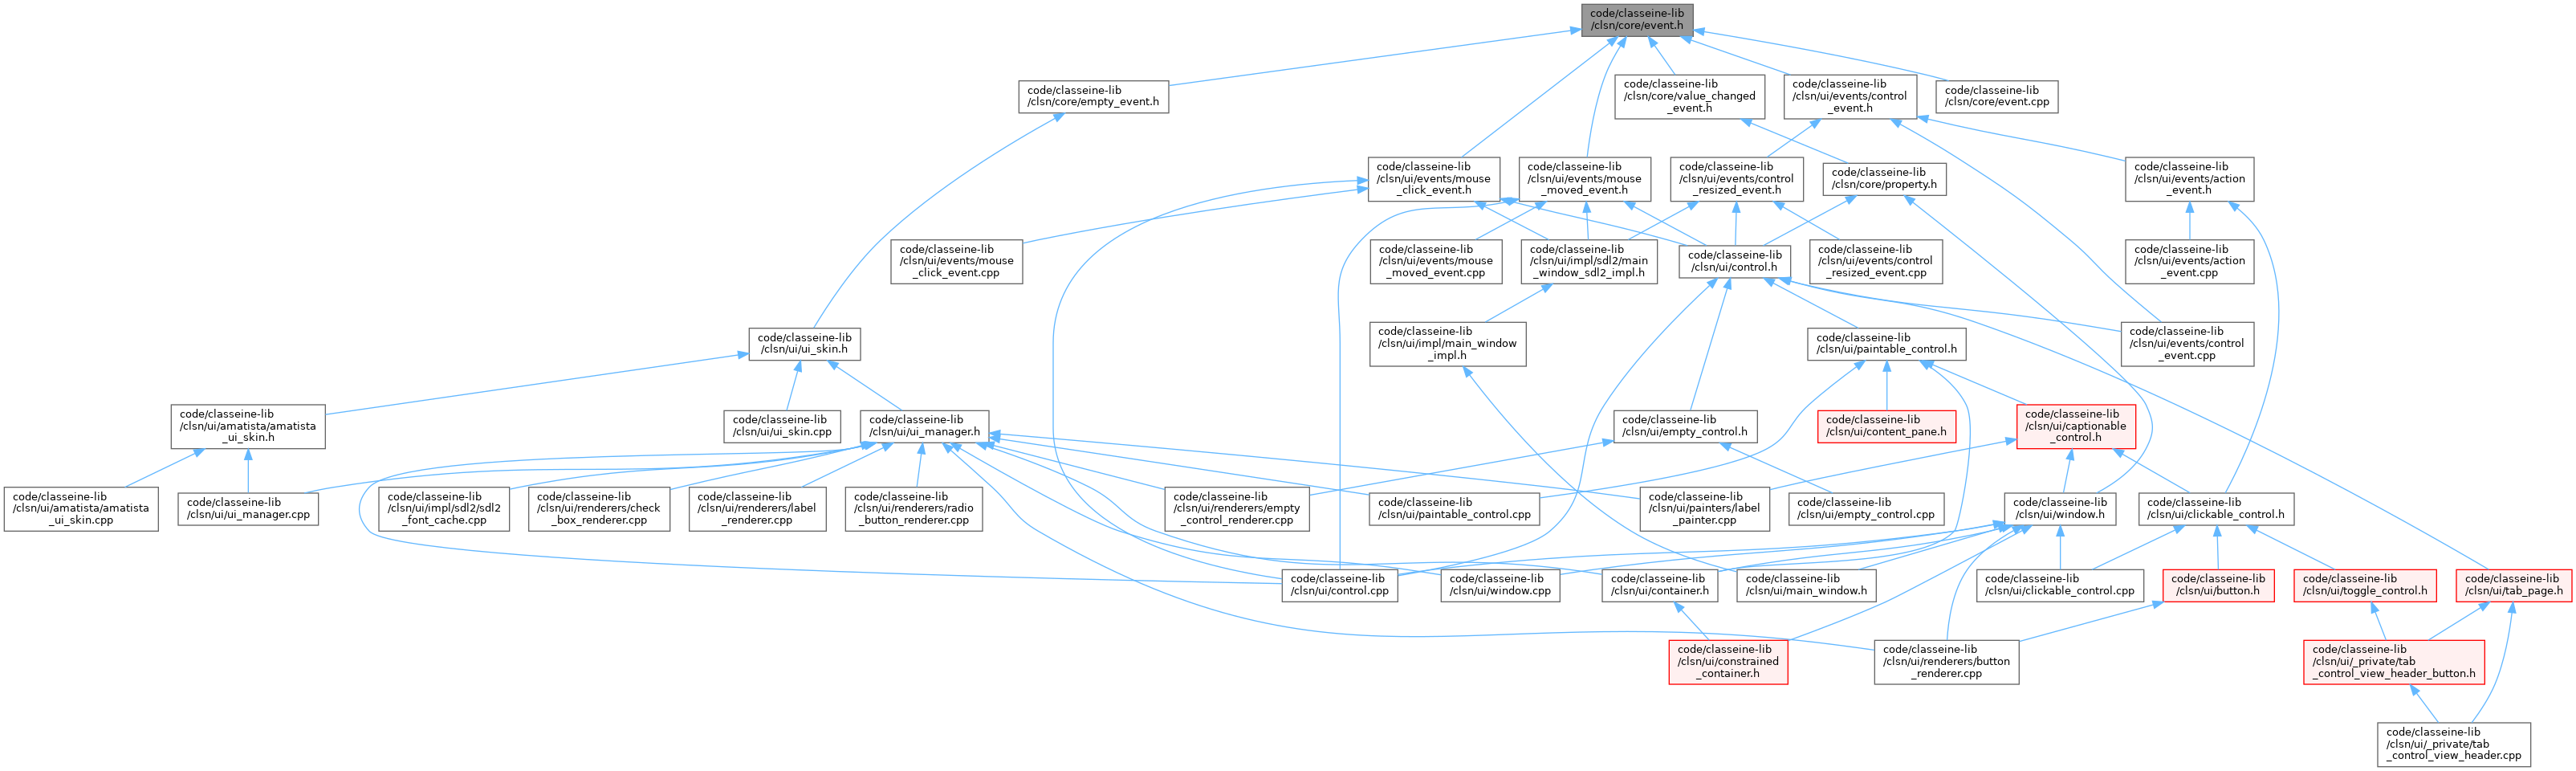 code/classeine-lib
/clsn/core/event.h
code/classeine-lib
/clsn/core/empty_event.h
code/classeine-lib
/clsn/core/value_changed
_event.h
code/classeine-lib
/clsn/ui/events/control
_event.h
code/classeine-lib
/clsn/core/event.cpp
code/classeine-lib
/clsn/ui/events/mouse
_click_event.h
code/classeine-lib
/clsn/ui/events/mouse
_moved_event.h
code/classeine-lib
/clsn/ui/events/control
_resized_event.h
code/classeine-lib
/clsn/core/property.h
code/classeine-lib
/clsn/ui/events/action
_event.h
code/classeine-lib
/clsn/ui/events/mouse
_click_event.cpp
code/classeine-lib
/clsn/ui/events/mouse
_moved_event.cpp
code/classeine-lib
/clsn/ui/impl/sdl2/main
_window_sdl2_impl.h
code/classeine-lib
/clsn/ui/control.h
code/classeine-lib
/clsn/ui/events/control
_resized_event.cpp
code/classeine-lib
/clsn/ui/events/action
_event.cpp
code/classeine-lib
/clsn/ui/ui_skin.h
code/classeine-lib
/clsn/ui/impl/main_window
_impl.h
code/classeine-lib
/clsn/ui/paintable_control.h
code/classeine-lib
/clsn/ui/events/control
_event.cpp
code/classeine-lib
/clsn/ui/amatista/amatista
_ui_skin.h
code/classeine-lib
/clsn/ui/ui_skin.cpp
code/classeine-lib
/clsn/ui/ui_manager.h
code/classeine-lib
/clsn/ui/empty_control.h
code/classeine-lib
/clsn/ui/content_pane.h
code/classeine-lib
/clsn/ui/captionable
_control.h
code/classeine-lib
/clsn/ui/amatista/amatista
_ui_skin.cpp
code/classeine-lib
/clsn/ui/ui_manager.cpp
code/classeine-lib
/clsn/ui/impl/sdl2/sdl2
_font_cache.cpp
code/classeine-lib
/clsn/ui/renderers/check
_box_renderer.cpp
code/classeine-lib
/clsn/ui/renderers/label
_renderer.cpp
code/classeine-lib
/clsn/ui/renderers/radio
_button_renderer.cpp
code/classeine-lib
/clsn/ui/renderers/empty
_control_renderer.cpp
code/classeine-lib
/clsn/ui/paintable_control.cpp
code/classeine-lib
/clsn/ui/painters/label
_painter.cpp
code/classeine-lib
/clsn/ui/empty_control.cpp
code/classeine-lib
/clsn/ui/window.h
code/classeine-lib
/clsn/ui/clickable_control.h
code/classeine-lib
/clsn/ui/control.cpp
code/classeine-lib
/clsn/ui/window.cpp
code/classeine-lib
/clsn/ui/container.h
code/classeine-lib
/clsn/ui/main_window.h
code/classeine-lib
/clsn/ui/clickable_control.cpp
code/classeine-lib
/clsn/ui/button.h
code/classeine-lib
/clsn/ui/toggle_control.h
code/classeine-lib
/clsn/ui/tab_page.h
code/classeine-lib
/clsn/ui/constrained
_container.h
code/classeine-lib
/clsn/ui/renderers/button
_renderer.cpp
code/classeine-lib
/clsn/ui/_private/tab
_control_view_header_button.h
code/classeine-lib
/clsn/ui/_private/tab
_control_view_header.cpp